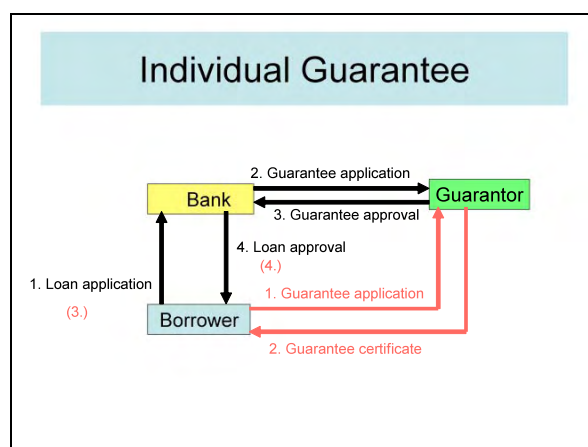 Individual Guarantee
2. Guarantee application
Bank
Guarantor
3. Guarantee approval
4. Loan approval
(4.)
1. Loan application
(3.)
1. Guarantee application
Borrower
2. Guarantee certificate